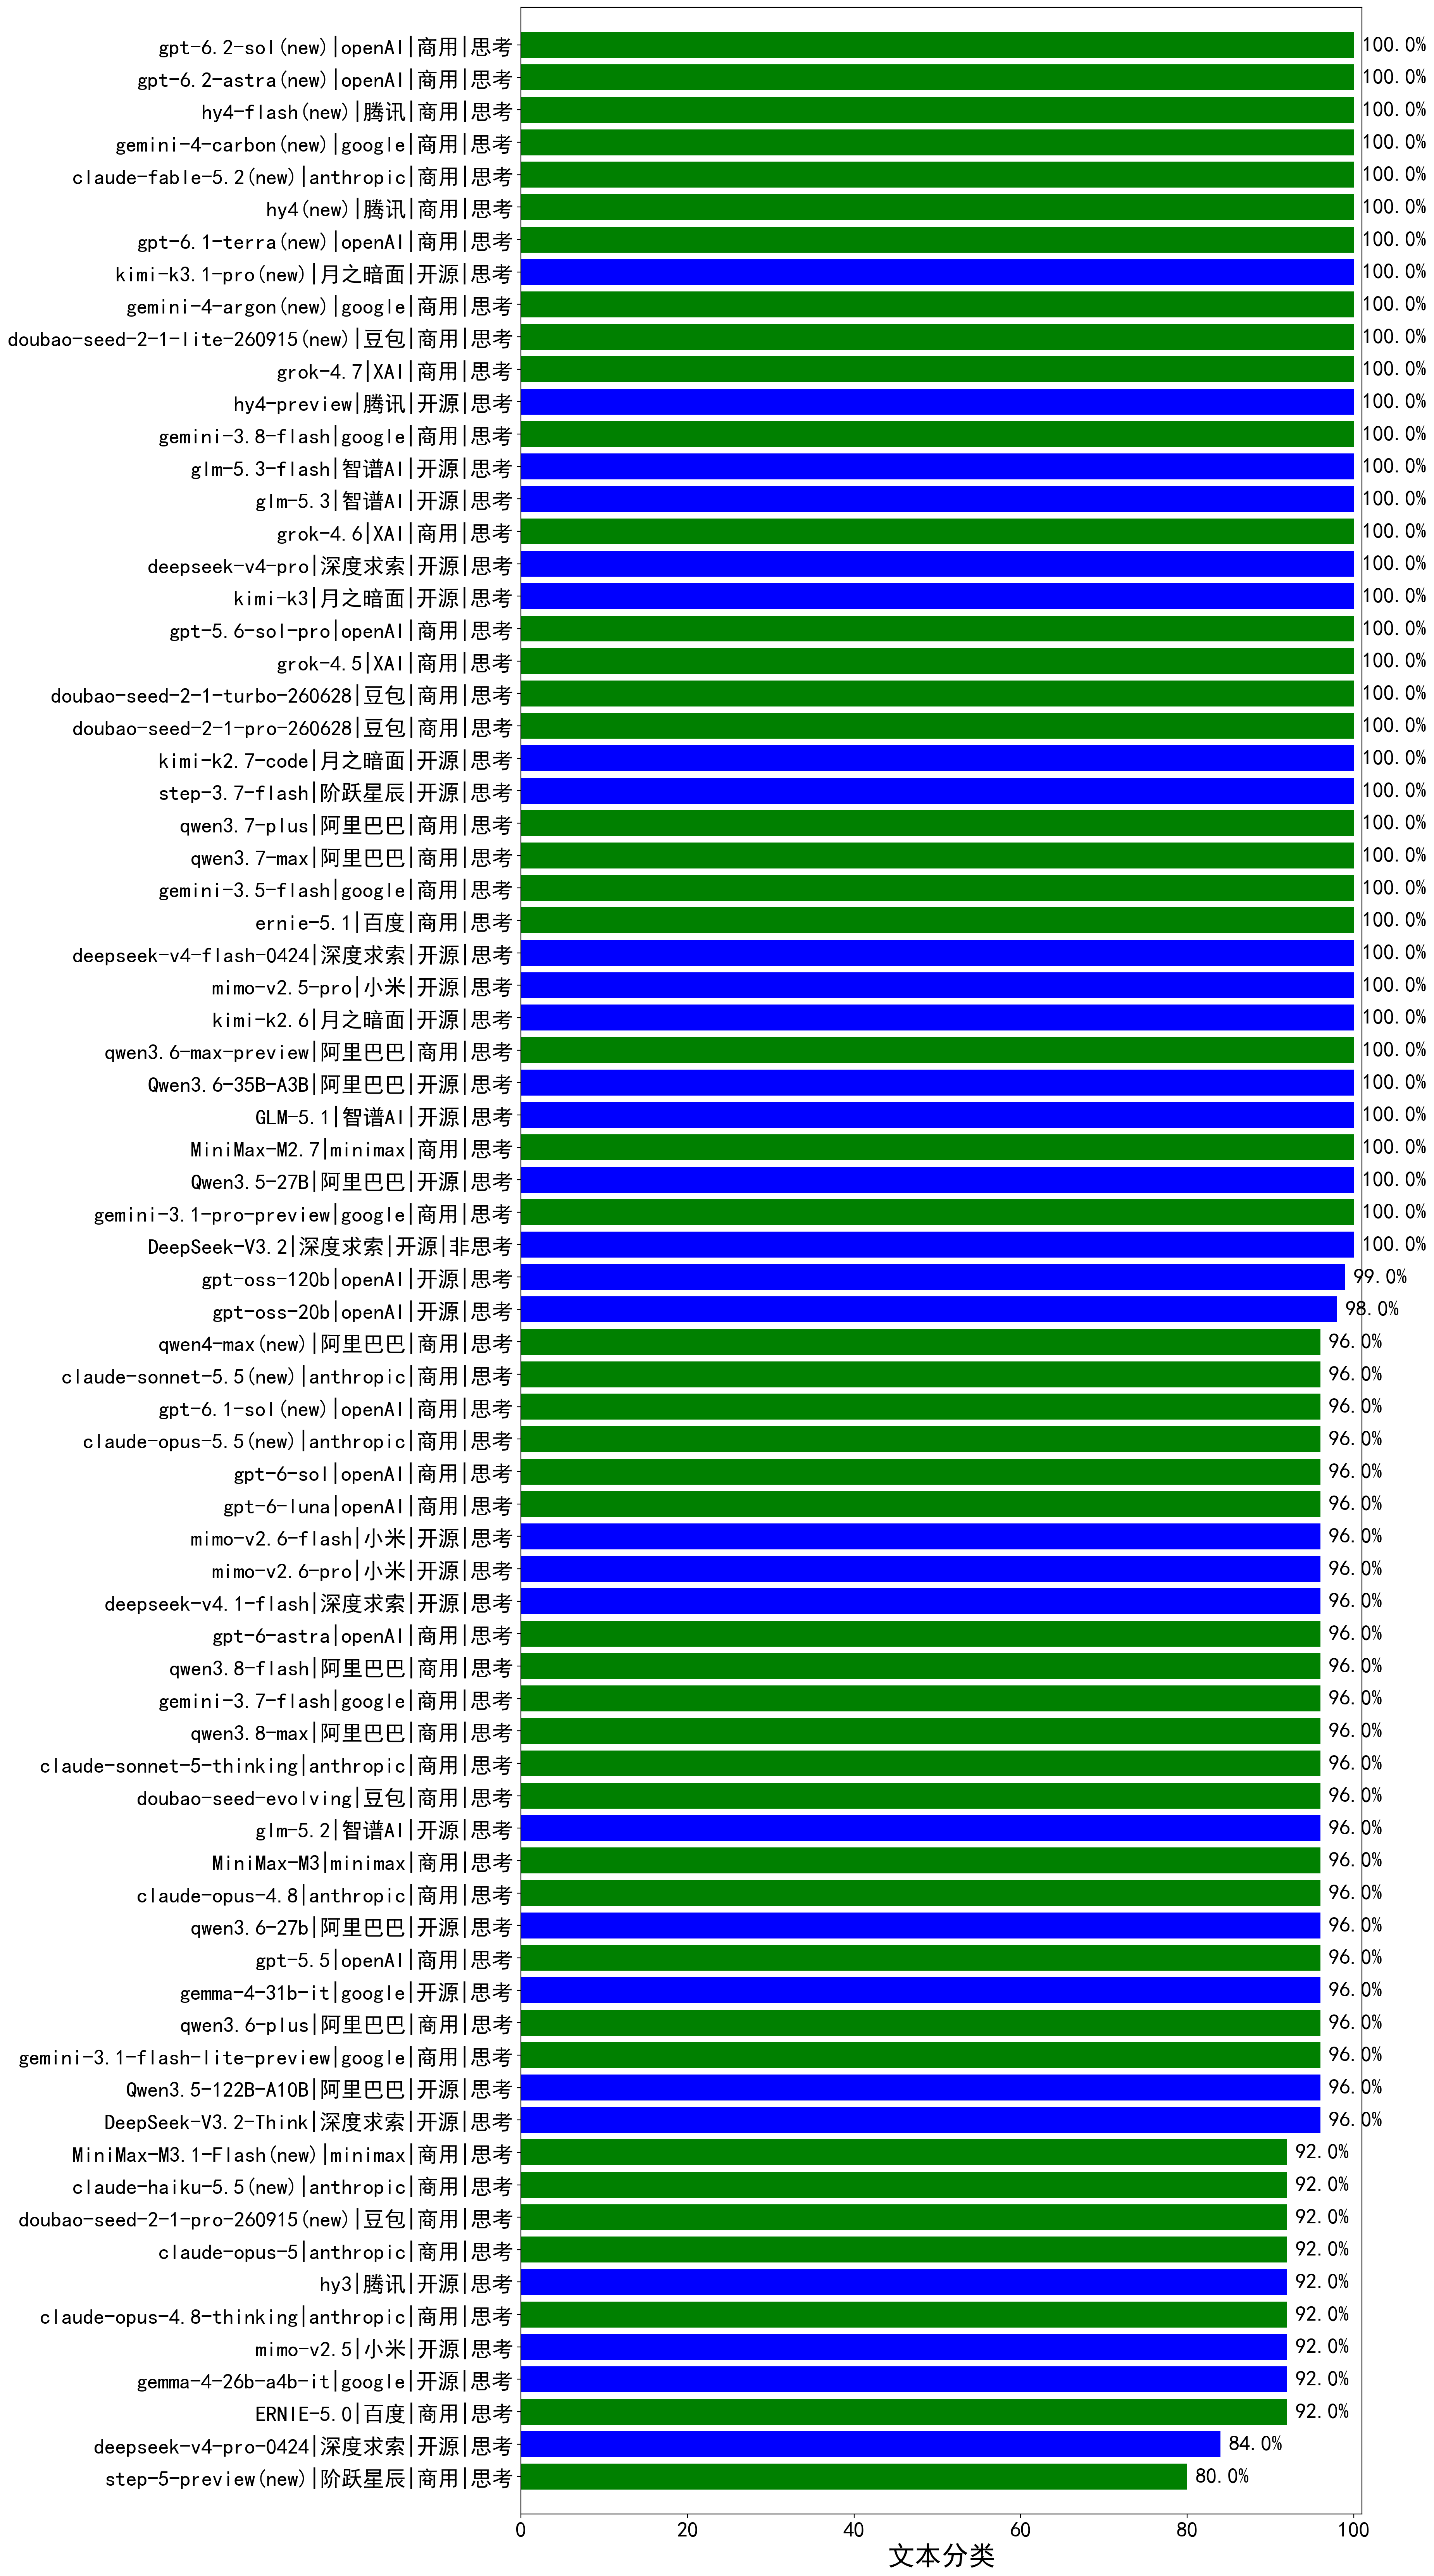 gpt-6.2-sol(new)|openAI|商用|思考 100.0%
gpt-6.2-astra(new)|openAI|商用|思考 100.0%
hy4-flash(new)|腾讯|商用|思考 100.0%
gemini-4-carbon(new)|google|商用|思考 100.0%
claude-fable-5.2(new)|anthropic|商用|思考 100.0%
hy4(new)|腾讯|商用|思考 100.0%
gpt-6.1-terra(new)|openAI|商用|思考 100.0%
kimi-k3.1-pro(new)|月之暗面|开源|思考 100.0%
gemini-4-argon(new)|google|商用|思考 100.0%
doubao-seed-2-1-lite-260915(new)|豆包|商用|思考 100.0%
grok-4.7|XAI|商用|思考 100.0%
hy4-preview|腾讯|开源|思考 100.0%
gemini-3.8-flash|google|商用|思考 100.0%
glm-5.3-flash|智谱AI|开源|思考 100.0%
glm-5.3|智谱AI|开源|思考 100.0%
grok-4.6|XAI|商用|思考 100.0%
deepseek-v4-pro|深度求索|开源|思考 100.0%
kimi-k3|月之暗面|开源|思考 100.0%
gpt-5.6-sol-pro|openAI|商用|思考 100.0%
grok-4.5|XAI|商用|思考 100.0%
doubao-seed-2-1-turbo-260628|豆包|商用|思考 100.0%
doubao-seed-2-1-pro-260628|豆包|商用|思考 100.0%
kimi-k2.7-code|月之暗面|开源|思考 100.0%
step-3.7-flash|阶跃星辰|开源|思考 100.0%
qwen3.7-plus|阿里巴巴|商用|思考 100.0%
qwen3.7-max|阿里巴巴|商用|思考 100.0%
gemini-3.5-flash|google|商用|思考 100.0%
ernie-5.1|百度|商用|思考 100.0%
deepseek-v4-flash-0424|深度求索|开源|思考 100.0%
mimo-v2.5-pro|小米|开源|思考 100.0%
kimi-k2.6|月之暗面|开源|思考 100.0%
qwen3.6-max-preview|阿里巴巴|商用|思考 100.0%
Qwen3.6-35B-A3B|阿里巴巴|开源|思考 100.0%
GLM-5.1|智谱AI|开源|思考 100.0%
MiniMax-M2.7|minimax|商用|思考 100.0%
Qwen3.5-27B|阿里巴巴|开源|思考 100.0%
gemini-3.1-pro-preview|google|商用|思考 100.0%
DeepSeek-V3.2|深度求索|开源|非思考 100.0%
gpt-oss-120b|openAI|开源|思考 99.0%
gpt-oss-20b|openAI|开源|思考 98.0%
qwen4-max(new)|阿里巴巴|商用|思考 96.0%
claude-sonnet-5.5(new)|anthropic|商用|思考 96.0%
gpt-6.1-sol(new)|openAI|商用|思考 96.0%
claude-opus-5.5(new)|anthropic|商用|思考 96.0%
gpt-6-sol|openAI|商用|思考 96.0%
gpt-6-luna|openAI|商用|思考 96.0%
mimo-v2.6-flash|小米|开源|思考 96.0%
mimo-v2.6-pro|小米|开源|思考 96.0%
deepseek-v4.1-flash|深度求索|开源|思考 96.0%
gpt-6-astra|openAI|商用|思考 96.0%
qwen3.8-flash|阿里巴巴|商用|思考 96.0%
gemini-3.7-flash|google|商用|思考 96.0%
qwen3.8-max|阿里巴巴|商用|思考 96.0%
claude-sonnet-5-thinking|anthropic|商用|思考 96.0%
doubao-seed-evolving|豆包|商用|思考 96.0%
glm-5.2|智谱AI|开源|思考 96.0%
MiniMax-M3|minimax|商用|思考 96.0%
claude-opus-4.8|anthropic|商用|思考 96.0%
qwen3.6-27b|阿里巴巴|开源|思考 96.0%
gpt-5.5|openAI|商用|思考 96.0%
gemma-4-31b-it|google|开源|思考 96.0%
qwen3.6-plus|阿里巴巴|商用|思考 96.0%
gemini-3.1-flash-lite-preview|google|商用|思考 96.0%
Qwen3.5-122B-A10B|阿里巴巴|开源|思考 96.0%
DeepSeek-V3.2-Think|深度求索|开源|思考 96.0%
MiniMax-M3.1-Flash(new)|minimax|商用|思考 92.0%
claude-haiku-5.5(new)|anthropic|商用|思考 92.0%
doubao-seed-2-1-pro-260915(new)|豆包|商用|思考 92.0%
claude-opus-5|anthropic|商用|思考 92.0%
hy3|腾讯|开源|思考 92.0%
claude-opus-4.8-thinking|anthropic|商用|思考 92.0%
mimo-v2.5|小米|开源|思考 92.0%
gemma-4-26b-a4b-it|google|开源|思考 92.0%
ERNIE-5.0|百度|商用|思考 92.0%
deepseek-v4-pro-0424|深度求索|开源|思考 84.0%
step-5-preview(new)|阶跃星辰|商用|思考 80.0%
0 20 40 60 80 100
文本分类